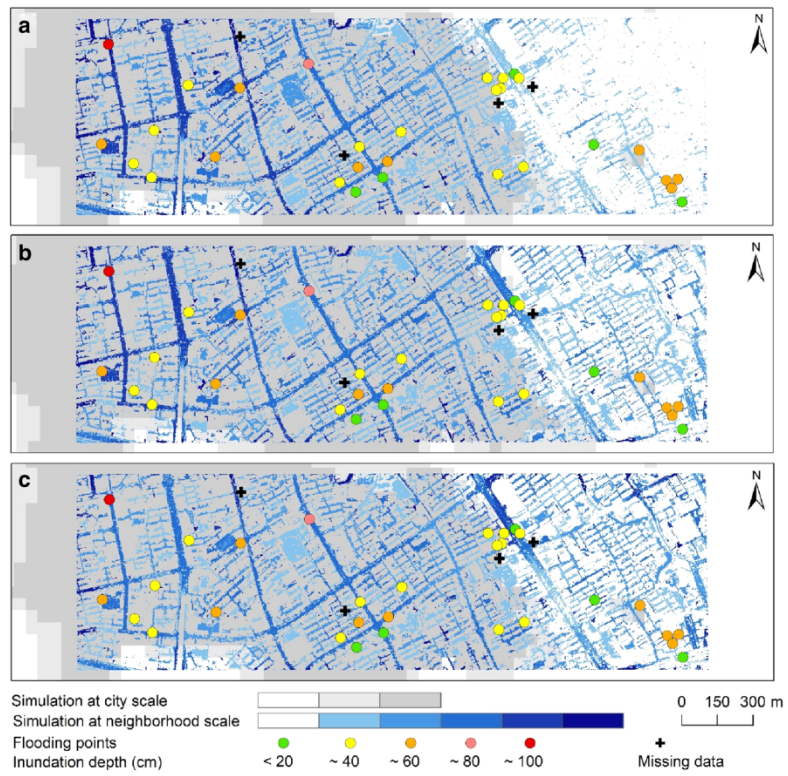 a
N
b
N
c
N
Simulation at city scale
Simulation at neighborhood scale
0 150 300 m
Flooding points
Inundation depth (cm) < 20 ~ 40 ~ 60 ~ 80 ~ 100 Missing data